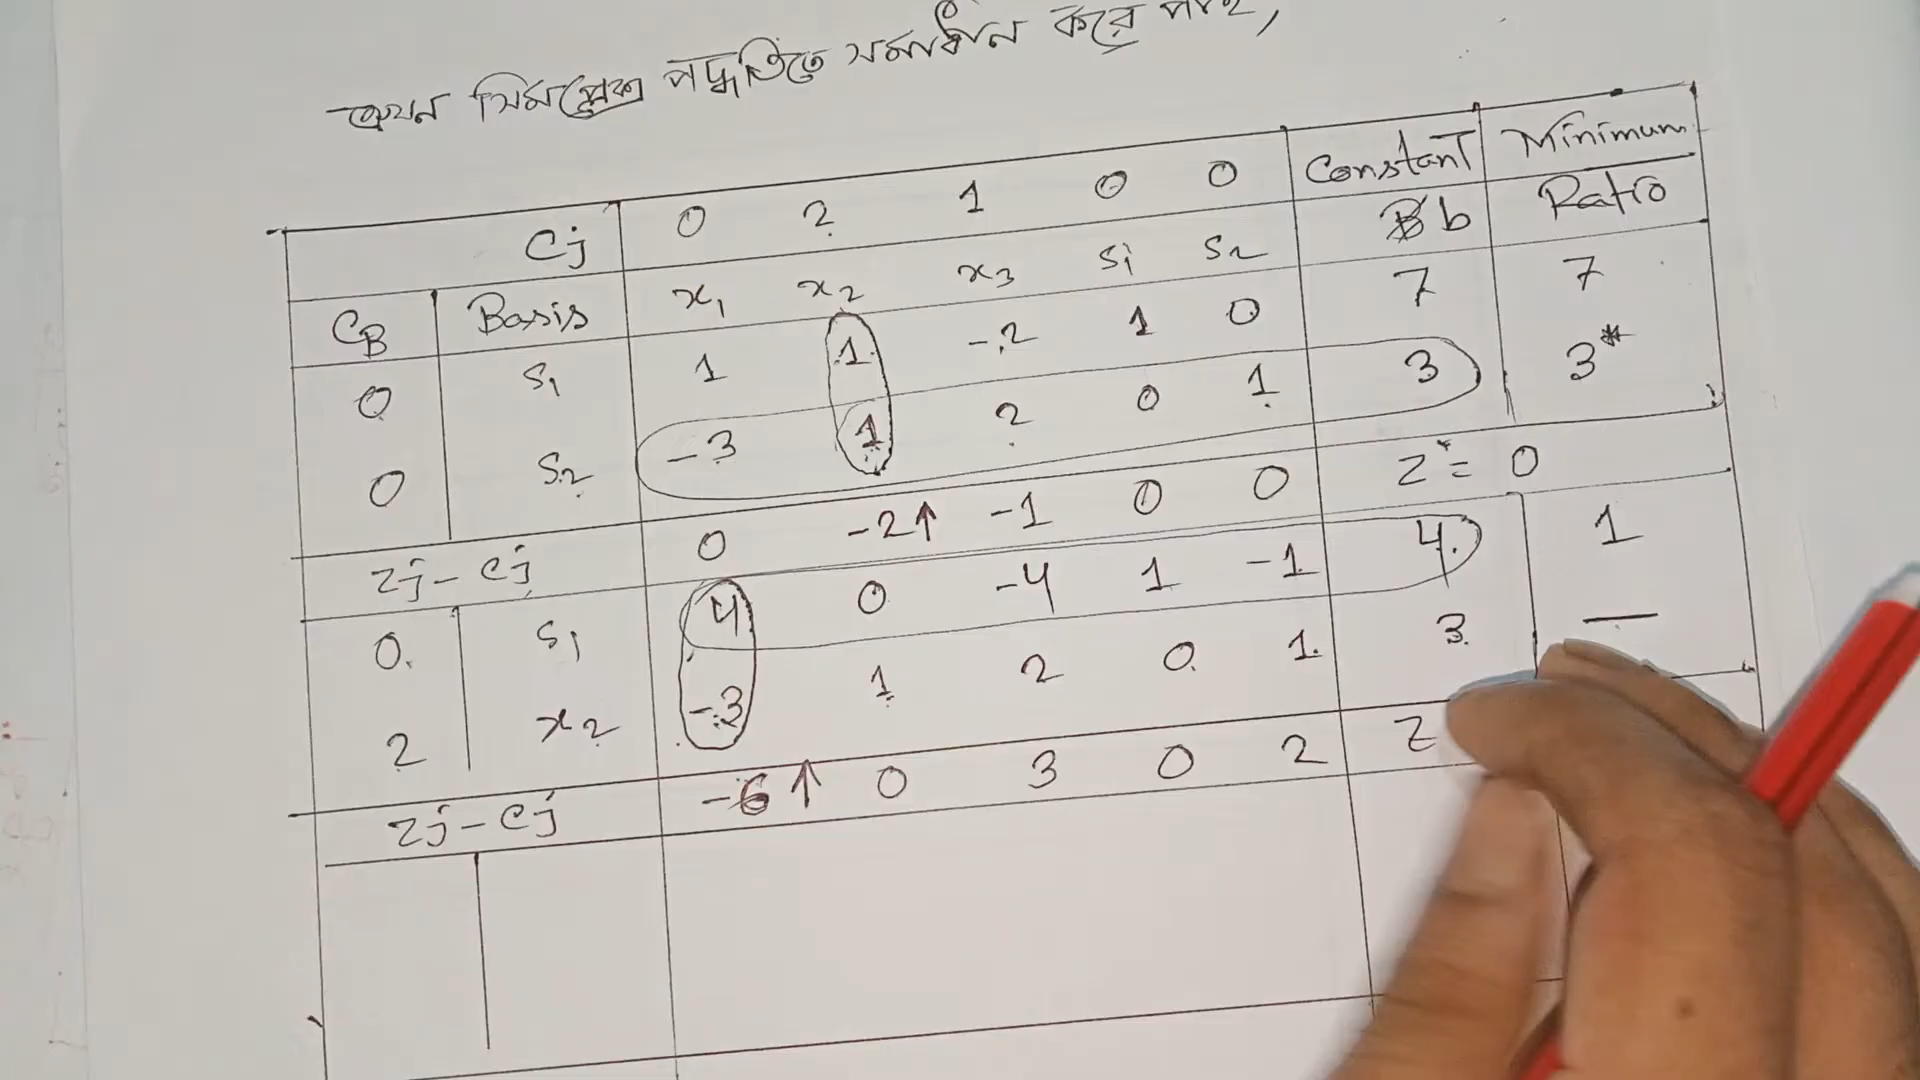 এখন সিমপ্লেক্স পদ্ধতিতে সমাধান করে পাই,
Cj 0 2 1 0 0 Constant Minimum
CB Basis x1 x2 x3 s1 s2 b Ratio
0 s1 1 1 -2 1 0 7 7
0 s2 -3 1 2 0 1 3 3*
zj - cj 0 -2↑ -1 0 0 z* = 0
0 s1 4 0 -4 1 -1 4 1
2 x2 -3 1 2 0 1 3 —
zj - cj -6↑ 0 3 0 2 z